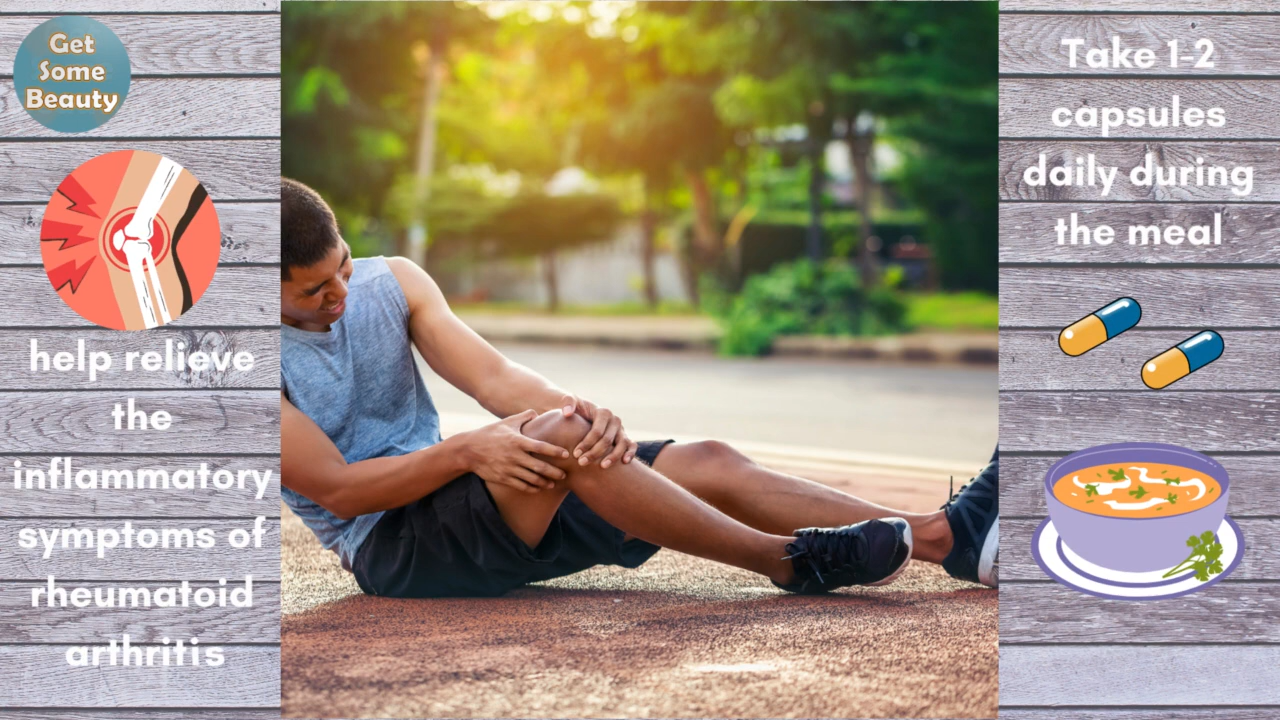 Get
Some
Beauty
help relieve
the
inflammatory
symptoms of
rheumatoid
arthritis
Take 1-2
capsules
daily during
the meal